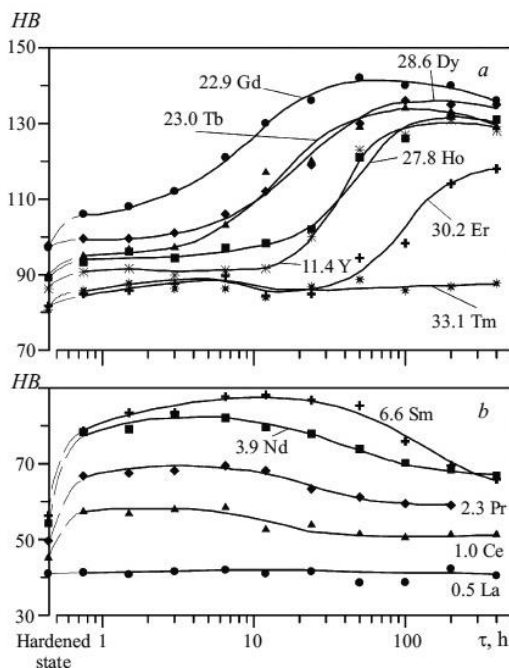 HB
150
a
28.6 Dy
22.9 Gd
130
23.0 Tb
27.8 Ho
110
30.2 Er
90
11.4 Y
33.1 Tm
70
HB
b
6.6 Sm
70
3.9 Nd
2.3 Pr
50
1.0 Ce
0.5 La
30
Hardened
state
1
10
100
τ, h